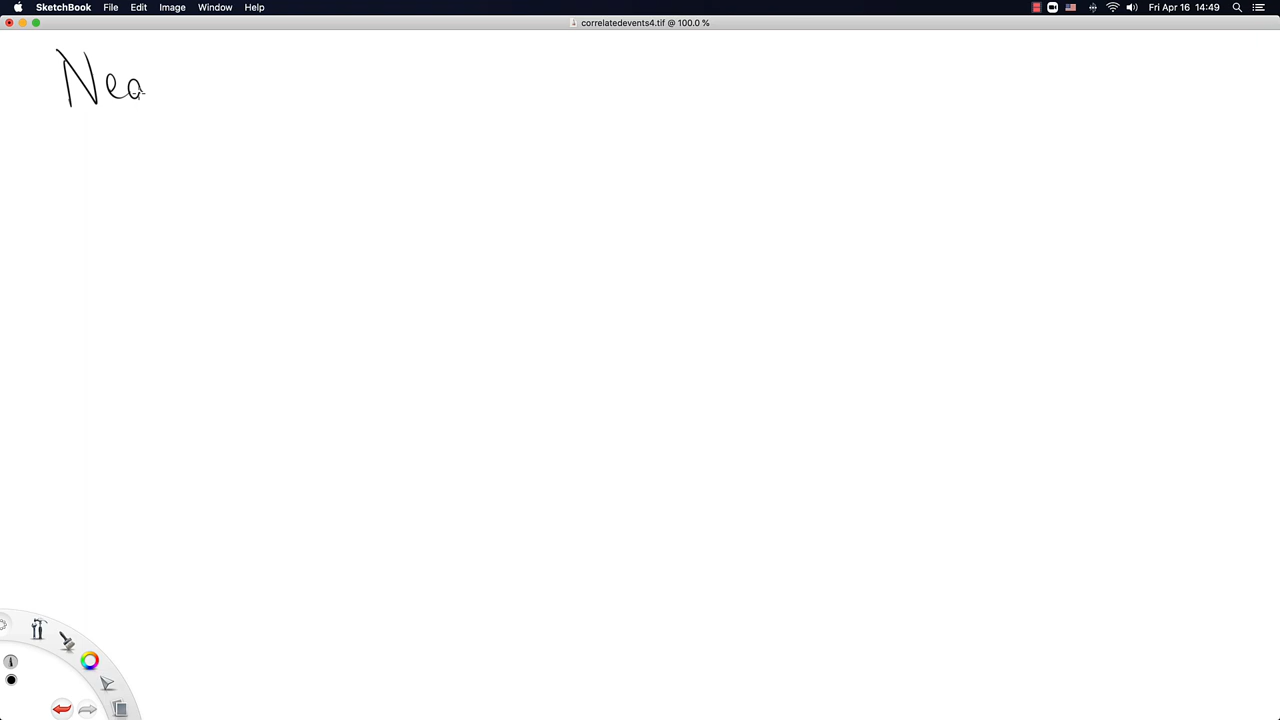 SketchBook File Edit Image Window Help Fri Apr 16 14:49
correlatedevents4.tif @ 100.0 %
Nea